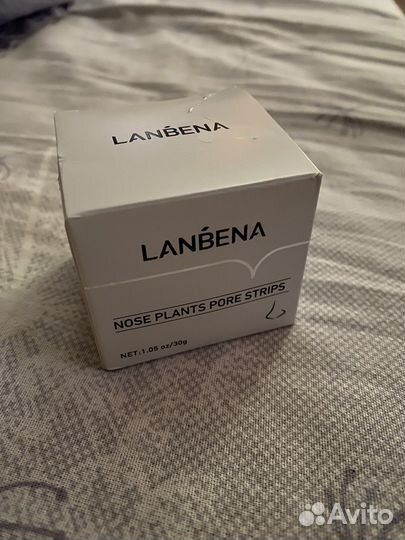 LANBENA
LANBENA
NOSE PLANTS PORE STRIPS
NET:1.05 oz/30g
Avito